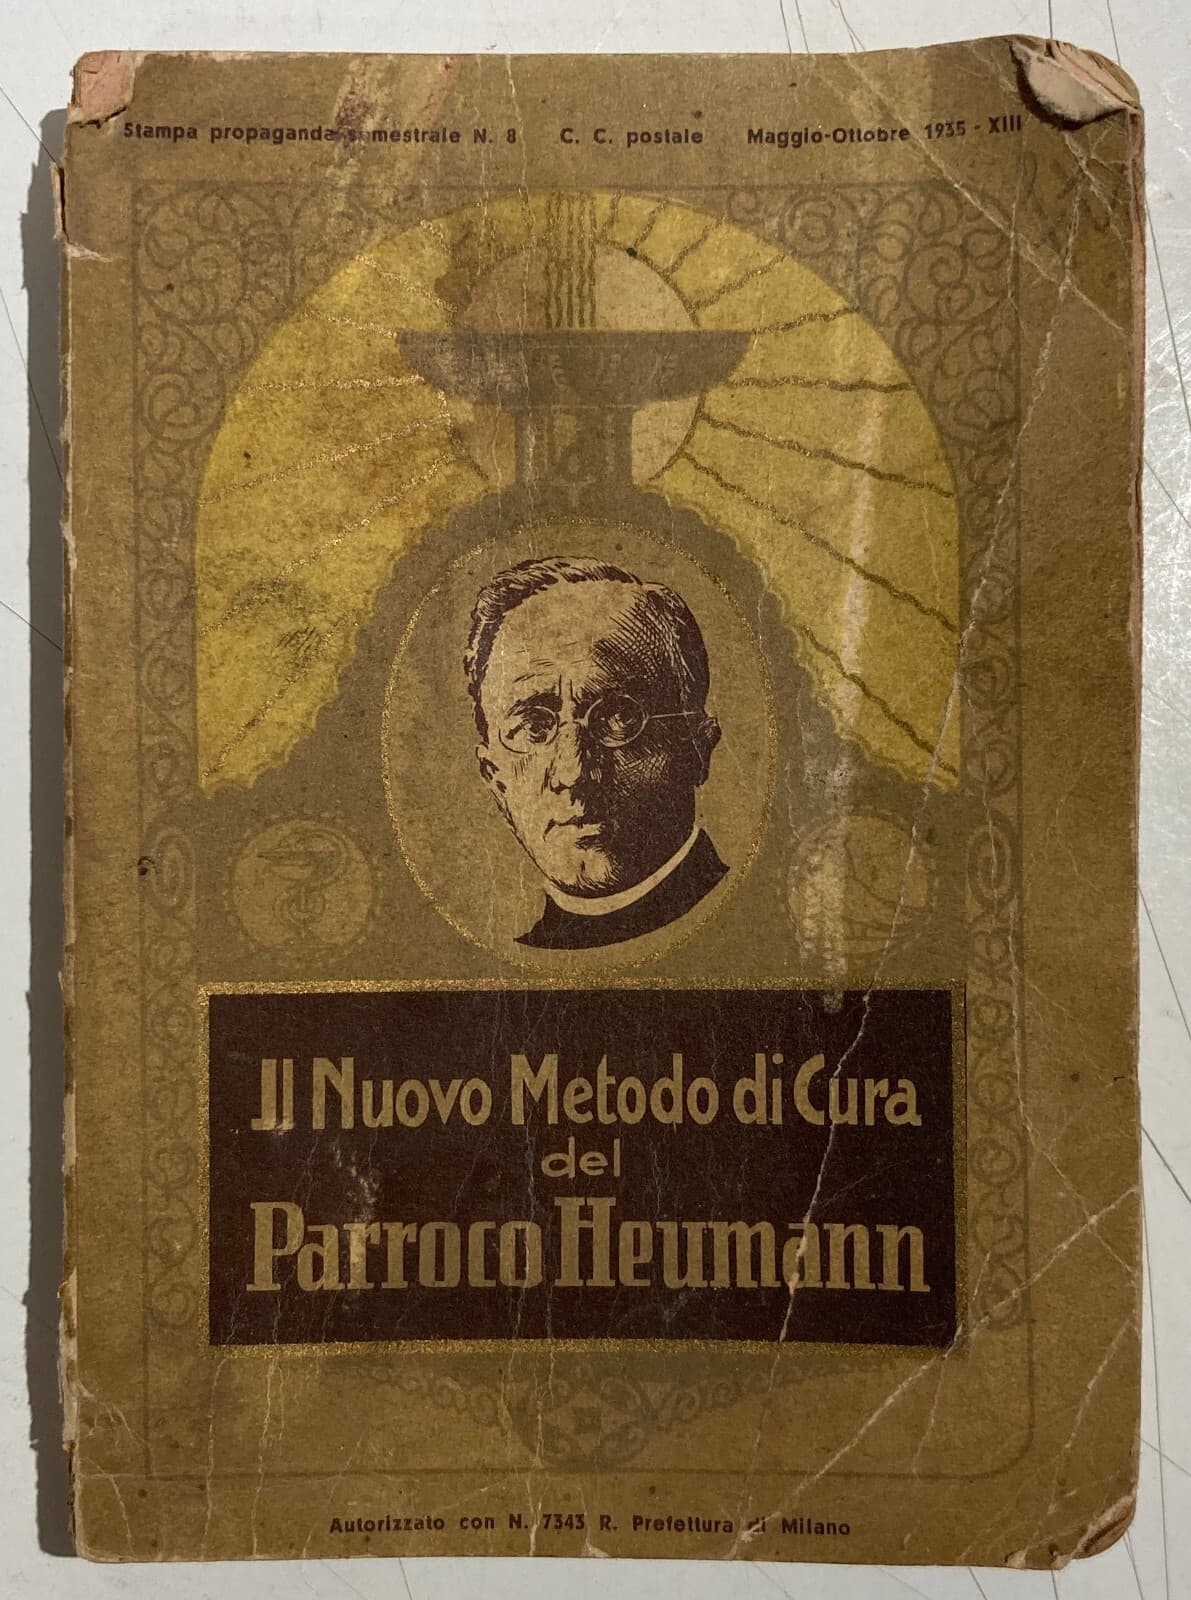 Stampa propaganda semestrale N. 8 C. C. postale Maggio-Ottobre 1935 - XIII
Il Nuovo Metodo di Cura
del
Parroco Heumann
Autorizzato con N. 7343 R. Prefettura di Milano